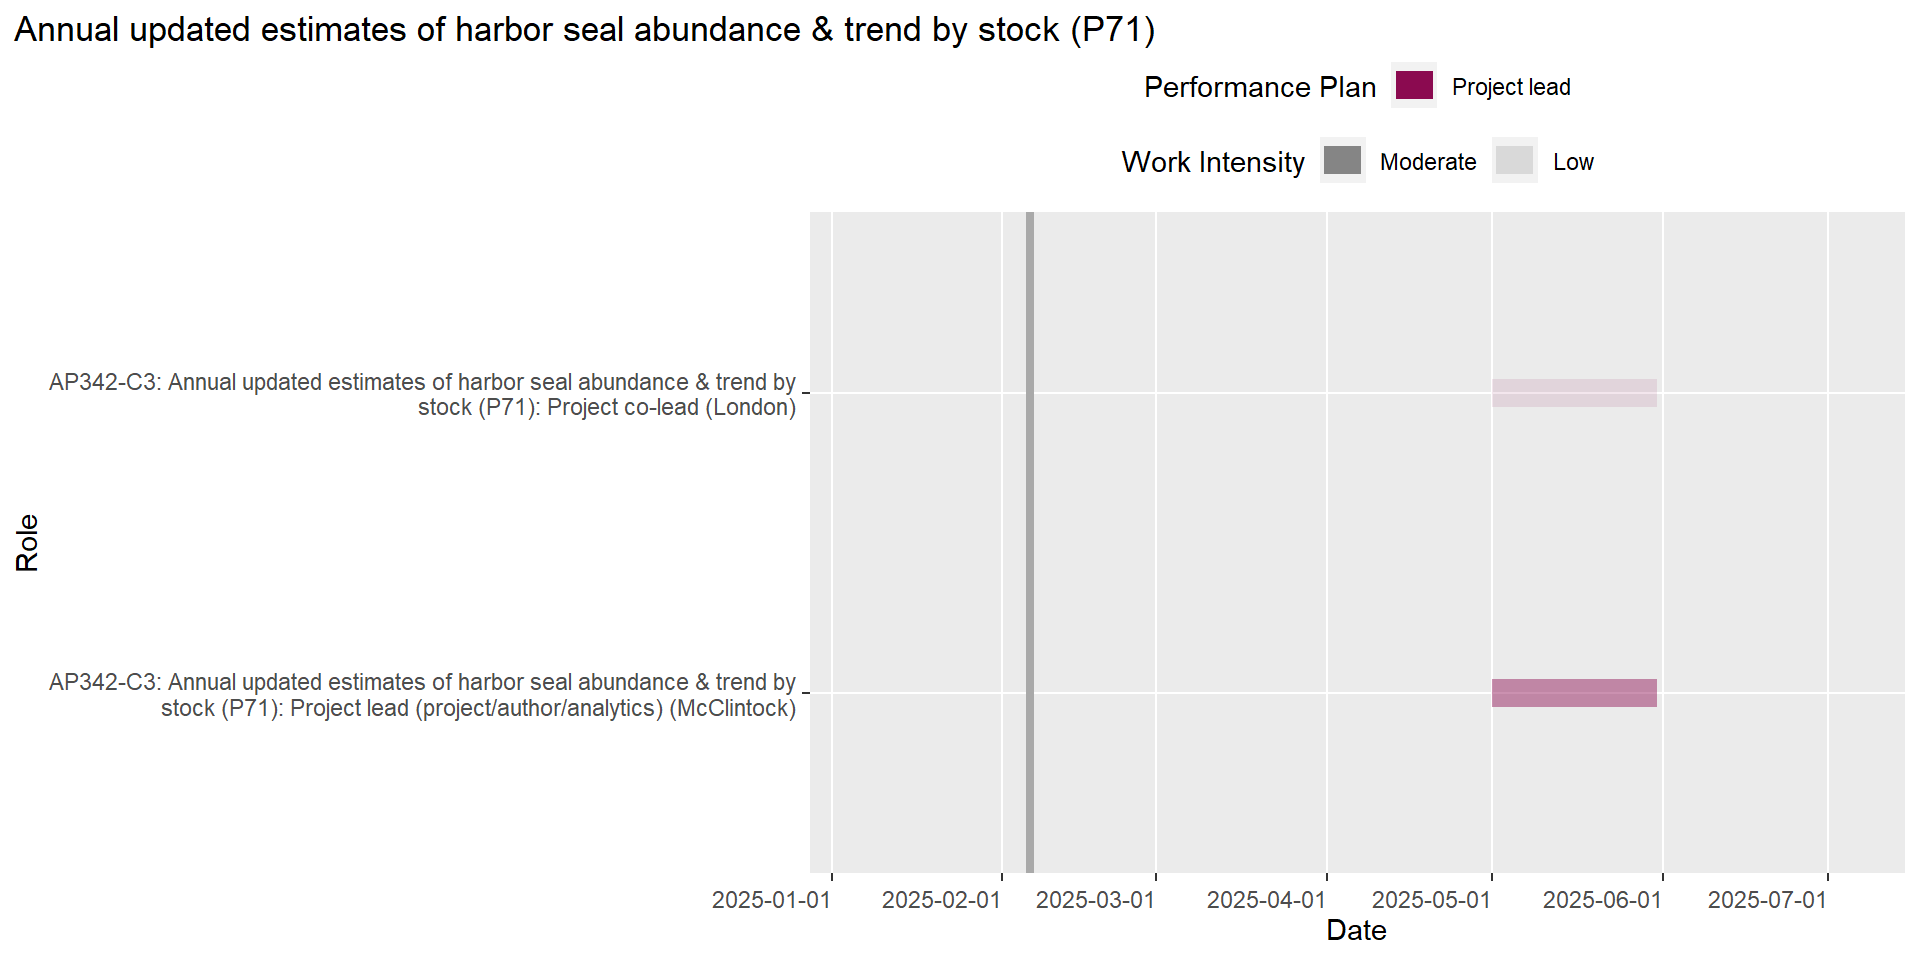 Annual updated estimates of harbor seal abundance & trend by stock (P71)
Performance Plan
Project lead
Work Intensity
Moderate
Low
AP342-C3: Annual updated estimates of harbor seal abundance & trend by
stock (P71): Project co-lead (London)
Role
AP342-C3: Annual updated estimates of harbor seal abundance & trend by
stock (P71): Project lead (project/author/analytics) (McClintock)
2025-01-01
2025-02-01
2025-03-01
2025-04-01
2025-05-01
2025-06-01
2025-07-01
Date